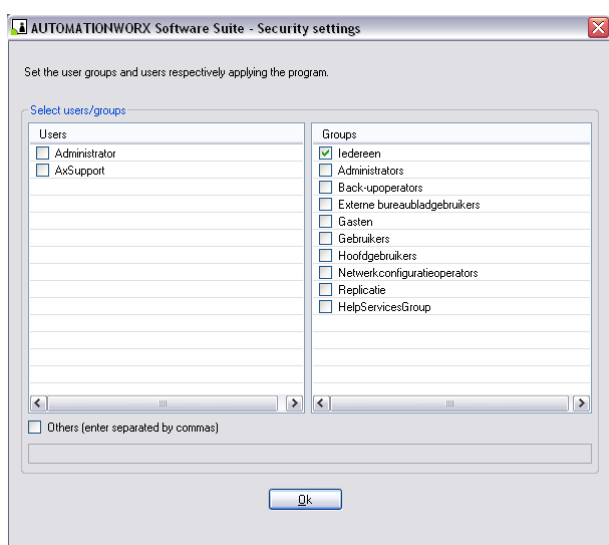 AUTOMATIONWORX Software Suite - Security settings
Set the user groups and users respectively applying the program.
Select users/groups
Users
Administrator
AxSupport
Groups
Iedereen
Administrators
Back-upoperators
Externe bureaubladgebruikers
Gasten
Gebruikers
Hoofdgebruikers
Netwerkconfiguratieoperators
Replicatie
HelpServicesGroup
Others (enter separated by commas)
Ok